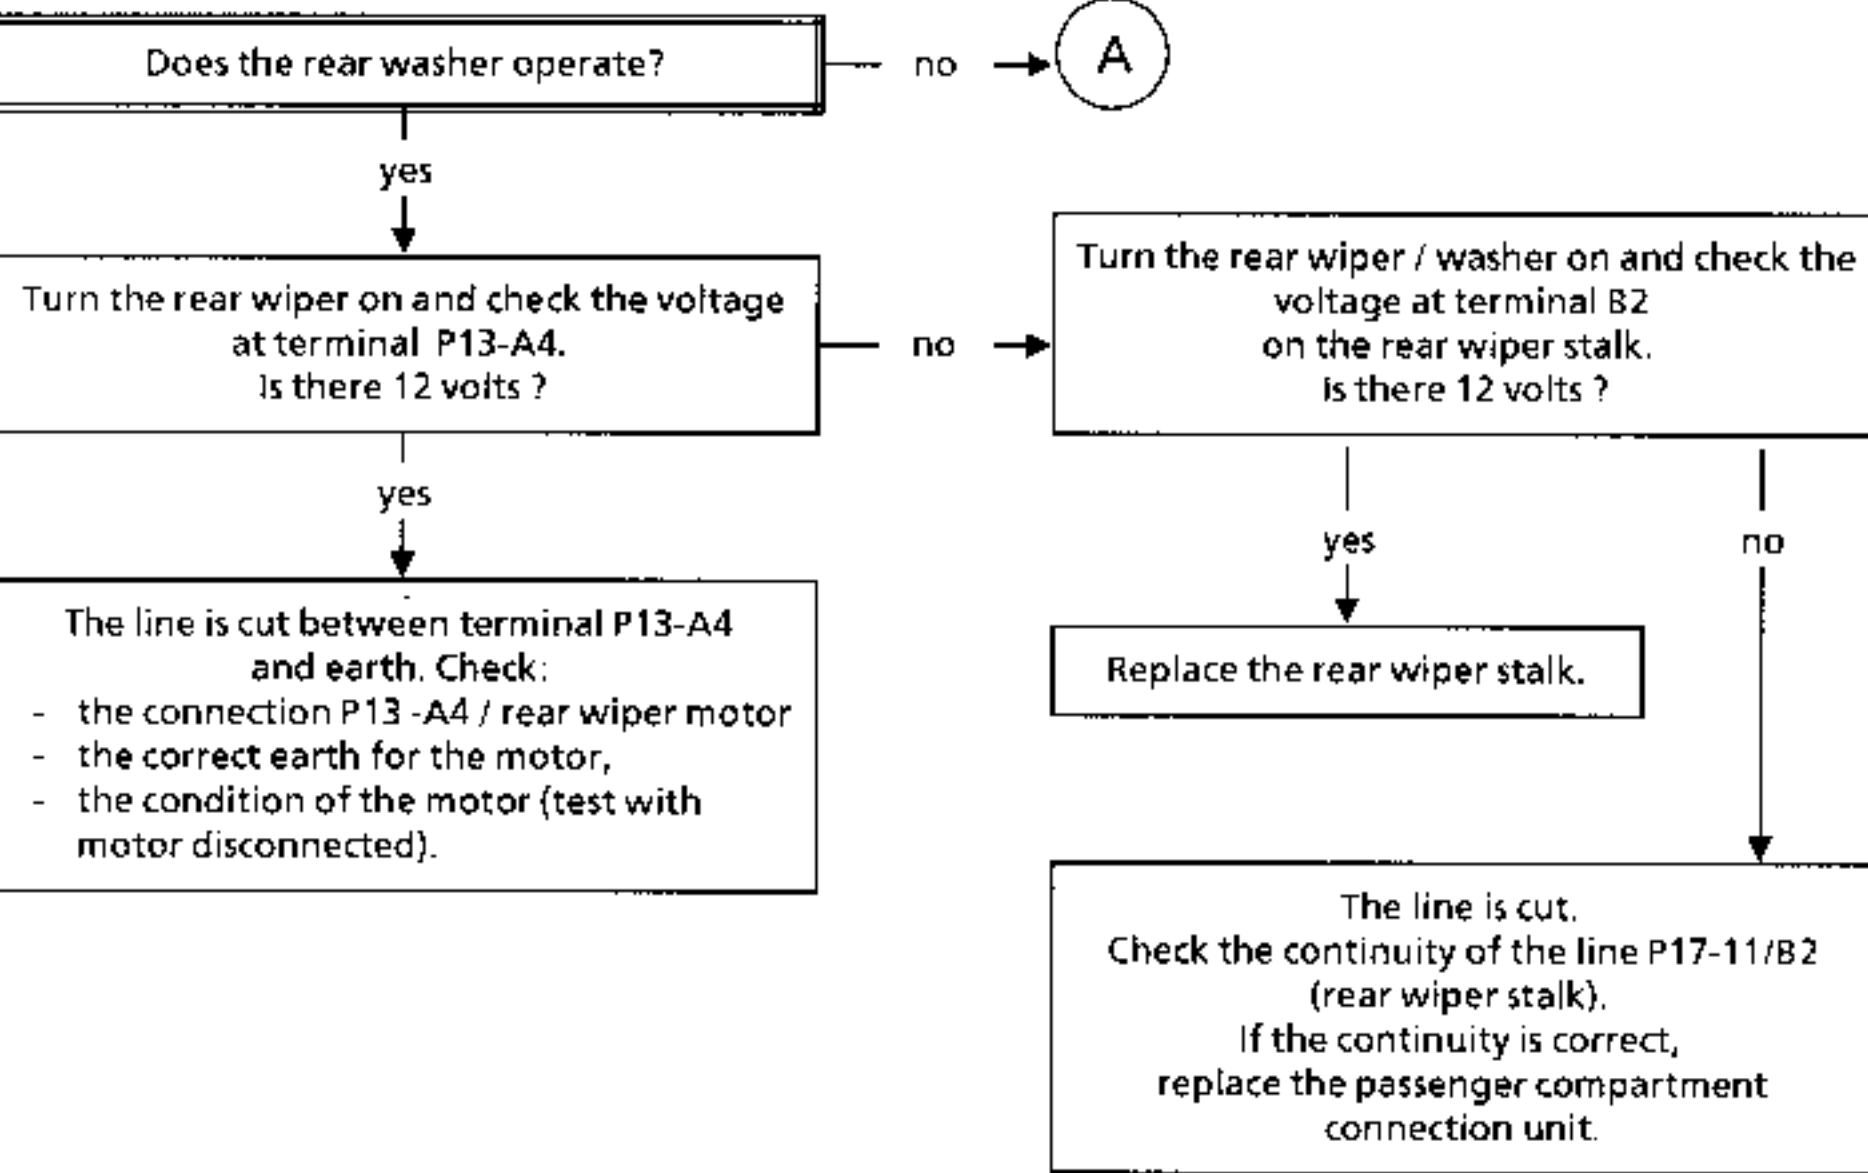 Does the rear washer operate?
no
A
yes
Turn the rear wiper on and check the voltage
at terminal P13-A4.
Is there 12 volts ?
no
Turn the rear wiper / washer on and check the
voltage at terminal B2
on the rear wiper stalk.
Is there 12 volts ?
yes
yes
no
The line is cut between terminal P13-A4
and earth. Check:
- the connection P13 -A4 / rear wiper motor
- the correct earth for the motor,
- the condition of the motor (test with
motor disconnected).
Replace the rear wiper stalk.
The line is cut.
Check the continuity of the line P17-11/B2
(rear wiper stalk).
If the continuity is correct,
replace the passenger compartment
connection unit.